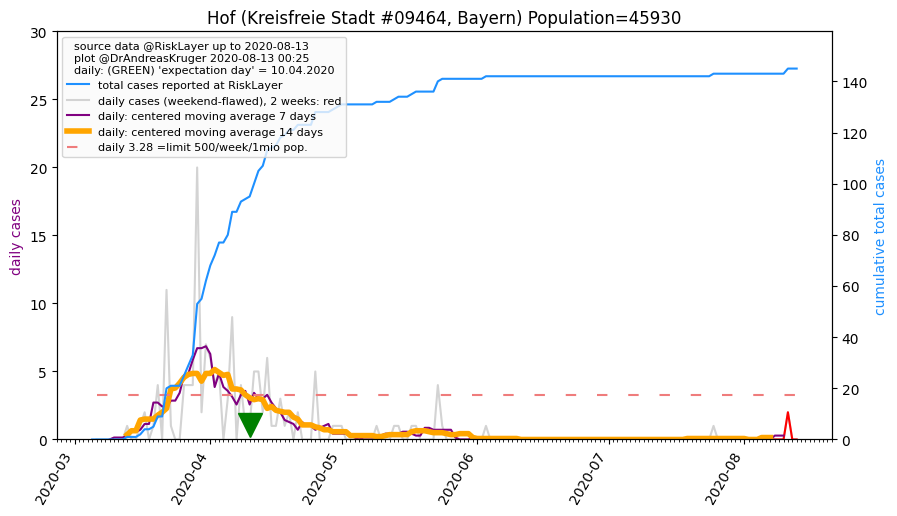 Hof (Kreisfreie Stadt #09464, Bayern) Population=45930
source data @RiskLayer up to 2020-08-13
plot @DrAndreasKruger 2020-08-13 00:25
daily: (GREEN) 'expectation day' = 10.04.2020
total cases reported at RiskLayer
daily cases (weekend-flawed), 2 weeks: red
daily: centered moving average 7 days
daily: centered moving average 14 days
daily 3.28 =limit 500/week/1mio pop.
daily cases
30
25
20
15
10
5
0
cumulative total cases
140
120
100
80
60
40
20
0
2020-03
2020-04
2020-05
2020-06
2020-07
2020-08